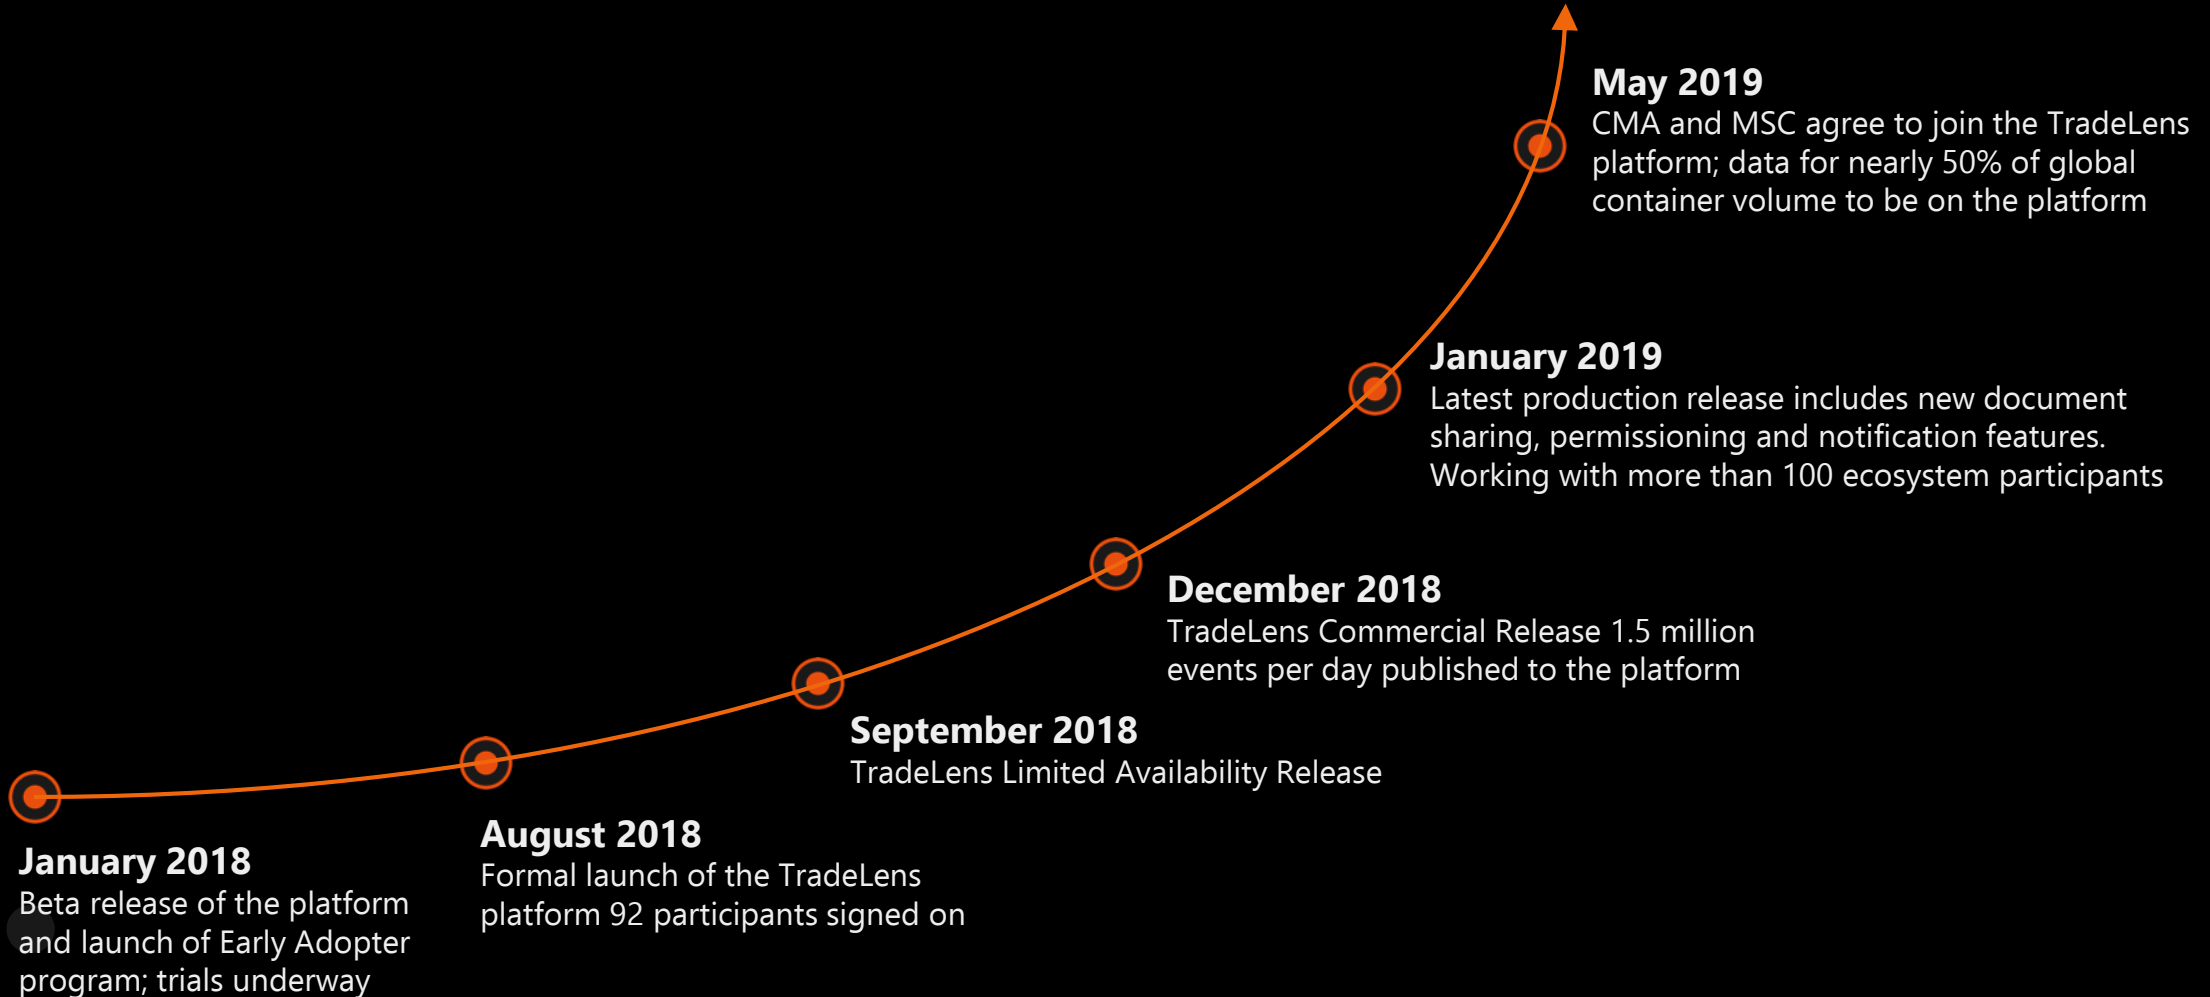 May 2019
CMA and MSC agree to join the TradeLens
platform; data for nearly 50% of global
container volume to be on the platform
January 2019
Latest production release includes new document
sharing, permissioning and notification features.
Working with more than 100 ecosystem participants
December 2018
TradeLens Commercial Release 1.5 million
events per day published to the platform
September 2018
TradeLens Limited Availability Release
August 2018
Formal launch of the TradeLens
platform 92 participants signed on
January 2018
Beta release of the platform
and launch of Early Adopter
program; trials underway